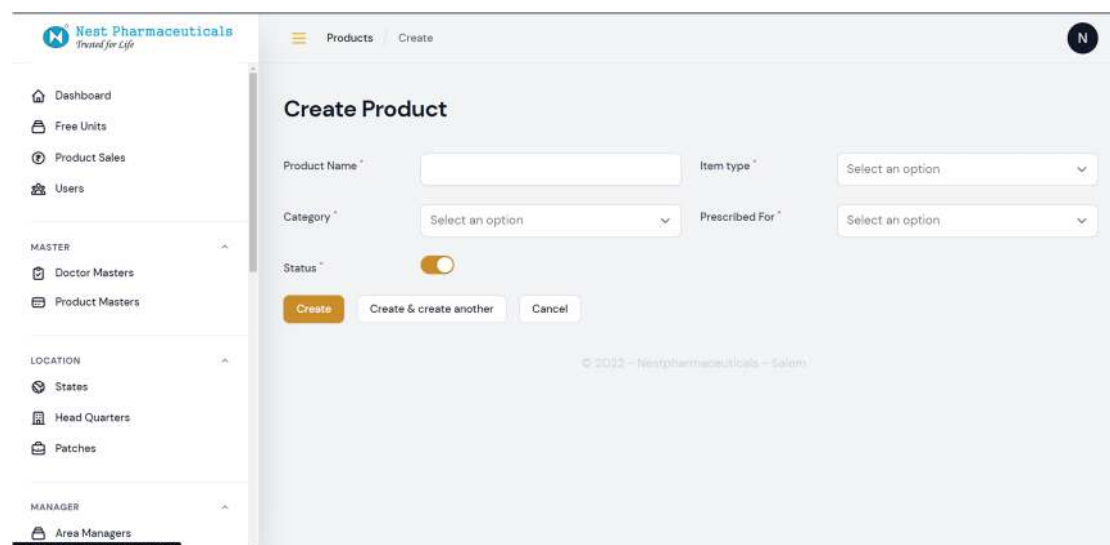 Nest Pharmaceuticals
Trusted for Life
Products / Create
N
Dashboard
Free Units
Product Sales
Users
MASTER
Doctor Masters
Product Masters
LOCATION
States
Head Quarters
Patches
MANAGER
Area Managers
Create Product
Product Name *
Item type *
Select an option
Category *
Select an option
Prescribed For *
Select an option
Status *
Create
Create & create another
Cancel
© 2022 - Nestpharmaceuticals - Salem